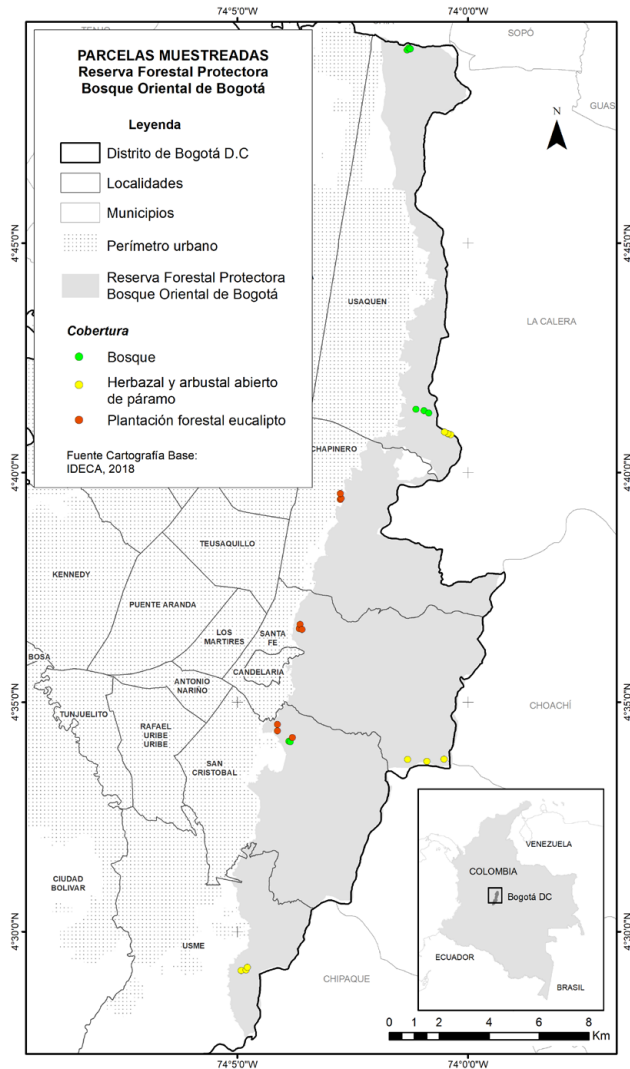 74°5'0"W
74°0'0"W
SOPÓ
GUAS
PARCELAS MUESTREADAS
Reserva Forestal Protectora
Bosque Oriental de Bogotá
Leyenda
Distrito de Bogotá D.C
Localidades
Municipios
Perímetro urbano
Reserva Forestal Protectora
Bosque Oriental de Bogotá
Cobertura
Bosque
Herbazal y arbustal abierto
de páramo
Plantación forestal eucalipto
Fuente Cartografía Base:
IDECA, 2018
N
4°45'0"N
4°45'0"N
USAQUEN
LA CALERA
CHAPINERO
4°40'0"N
4°40'0"N
TEUSAQUILLO
KENNEDY
PUENTE ARANDA
LOS
MARTIRES
SANTA
FE
BOSA
CANDELARIA
ANTONIO
NARIÑO
4°35'0"N
4°35'0"N
CHOACHÍ
TUNJUELITO
RAFAEL
URIBE
URIBE
SAN
CRISTOBAL
CIUDAD
BOLIVAR
VENEZUELA
COLOMBIA
Bogotá DC
ECUADOR
BRASIL
4°30'0"N
4°30'0"N
USME
CHIPAQUE
0 1 2 4 6 8
Km
74°5'0"W
74°0'0"W